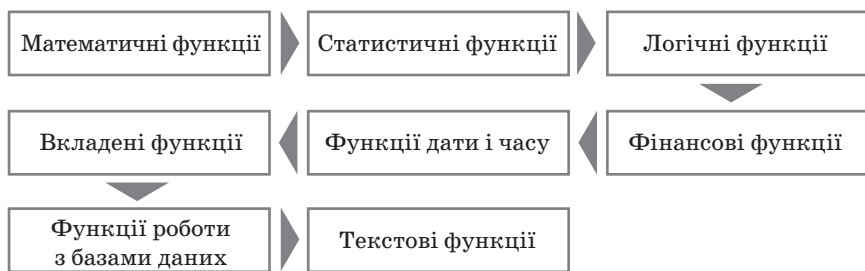 Математичні функції
Статистичні функції
Логічні функції
Фінансові функції
Функції дати і часу
Вкладені функції
Функції роботи
з базами даних
Текстові функції